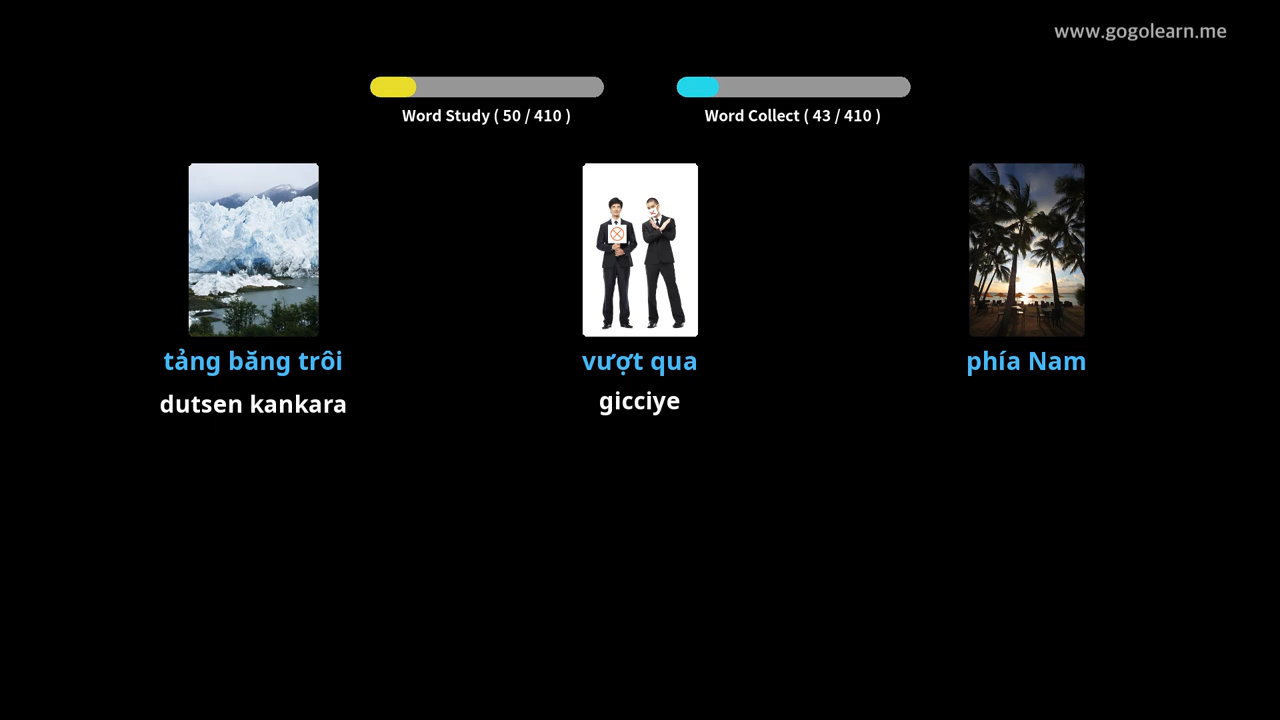 www.gogolearn.me
Word Study ( 50 / 410 )
Word Collect ( 43 / 410 )
tảng băng trôi
vượt qua
phía Nam
dutsen kankara
gicciye